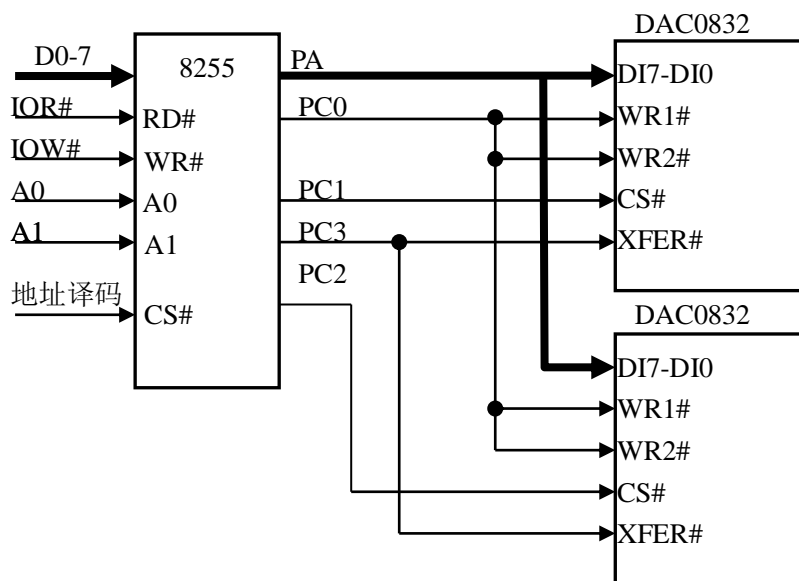 DAC0832
D0-7
8255
PA
DI7-DI0
IOR#
RD#
PC0
WR1#
IOW#
WR#
WR2#
A0
A0
PC1
CS#
A1
A1
PC3
XFER#
PC2
地址译码
CS#
DAC0832
DI7-DI0
WR1#
WR2#
CS#
XFER#